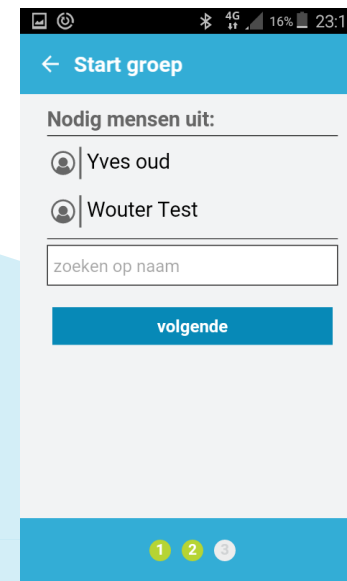 4G 16% 23:1
← Start groep
Nodig mensen uit:
Yves oud
Wouter Test
zoeken op naam
volgende
1 2 3